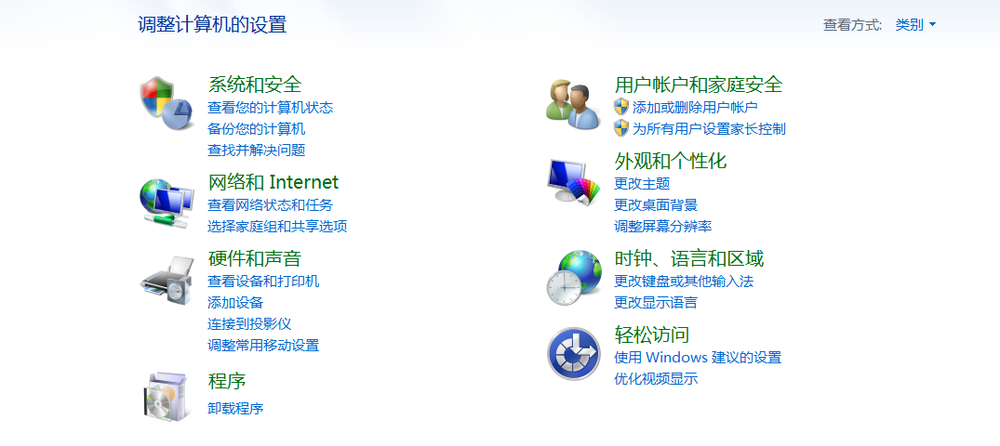 调整计算机的设置
查看方式: 类别
系统和安全
查看您的计算机状态
备份您的计算机
查找并解决问题
网络和 Internet
查看网络状态和任务
选择家庭组和共享选项
硬件和声音
查看设备和打印机
添加设备
连接到投影仪
调整常用移动设置
程序
卸载程序
用户帐户和家庭安全
添加或删除用户帐户
为所有用户设置家长控制
外观和个性化
更改主题
更改桌面背景
调整屏幕分辨率
时钟、语言和区域
更改键盘或其他输入法
更改显示语言
轻松访问
使用 Windows 建议的设置
优化视频显示